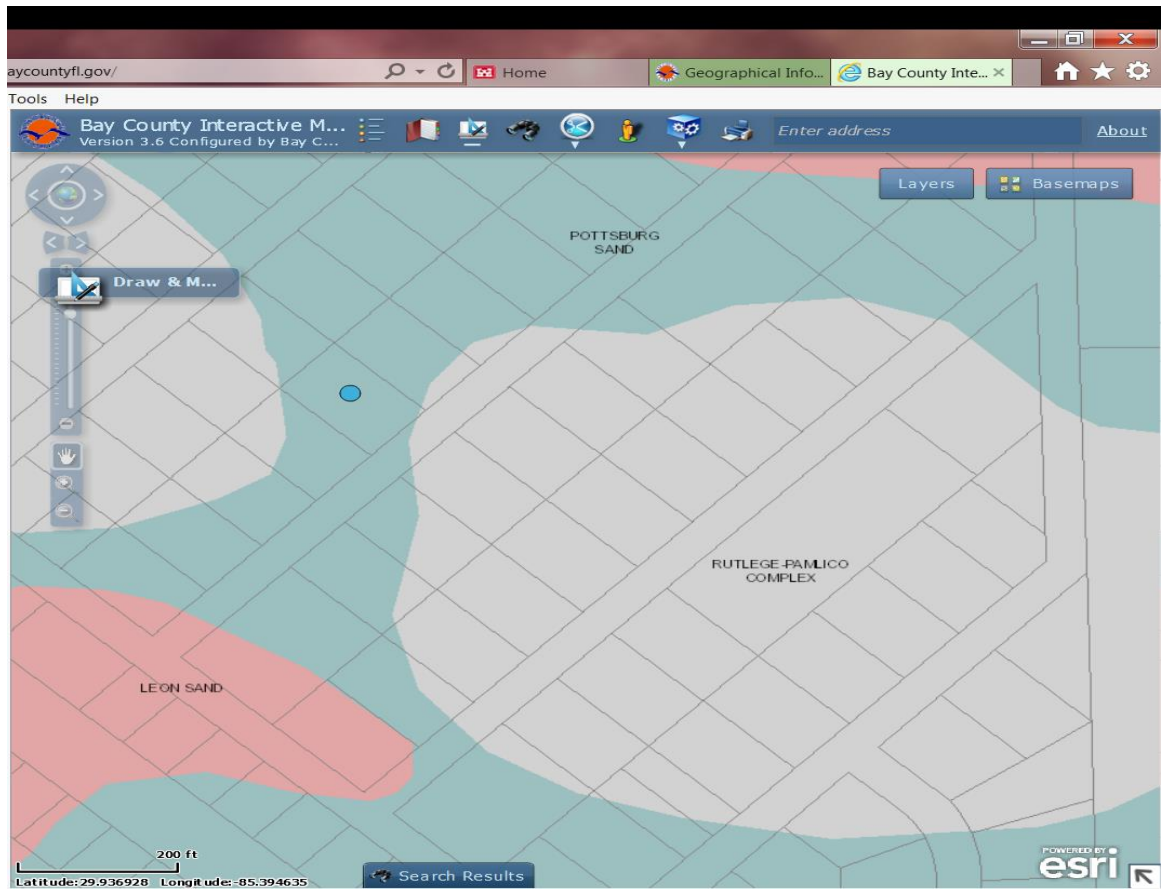 aycountyfl.gov/
Home
Geographical Info...
Bay County Inte...
Tools Help
Bay County Interactive M...
Version 3.6 Configured by Bay C...
Enter address
About
Layers
Basemaps
POTTSBURG
SAND
Draw & M...
RUTLEGE-PAMLICO
COMPLEX
LEON SAND
200 ft
Latitude:29.936928 Longitude:-85.394635
Search Results
POWERED BY
esri